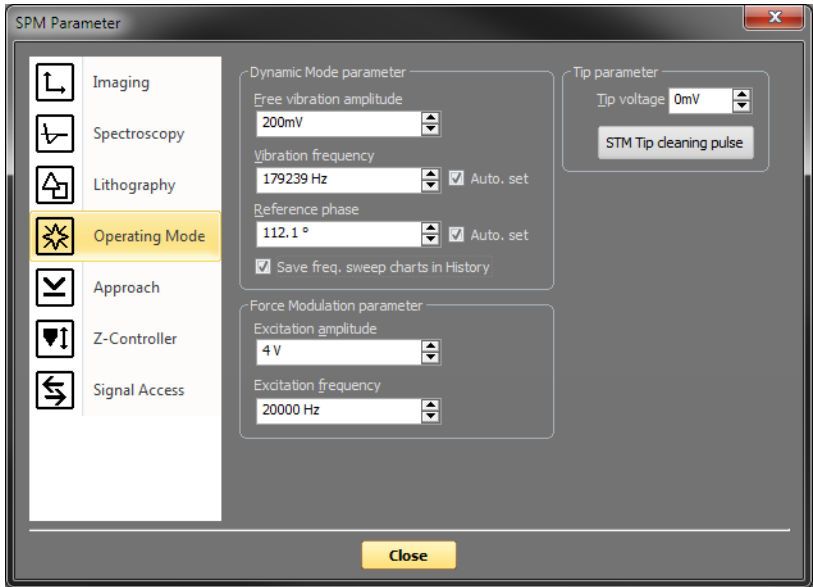 SPM Parameter
x
Imaging
Spectroscopy
Lithography
Operating Mode
Approach
Z-Controller
Signal Access
Dynamic Mode parameter
Free vibration amplitude
200mV
Vibration frequency
179239 Hz
Auto. set
Reference phase
112.1 °
Auto. set
Save freq. sweep charts in History
Force Modulation parameter
Excitation amplitude
4 V
Excitation frequency
20000 Hz
Tip parameter
Tip voltage 0mV
STM Tip cleaning pulse
Close